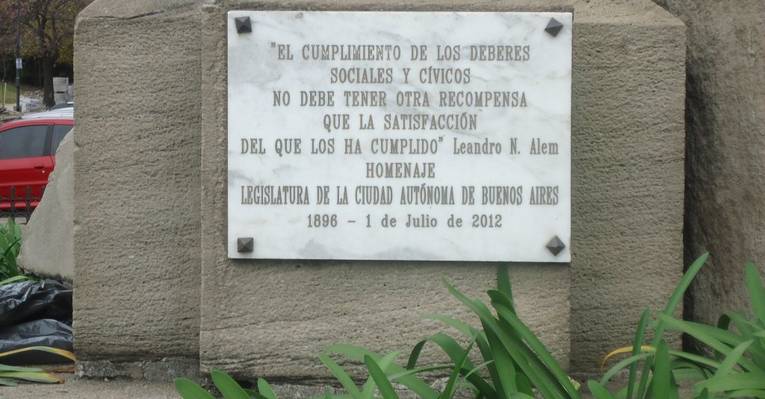 "EL CUMPLIMIENTO DE LOS DEBERES
SOCIALES Y CÍVICOS
NO DEBE TENER OTRA RECOMPENSA
QUE LA SATISFACCIÓN
DEL QUE LOS HA CUMPLIDO" Leandro N. Alem
HOMENAJE
LEGISLATURA DE LA CIUDAD AUTÓNOMA DE BUENOS AIRES
1896 - 1 de Julio de 2012